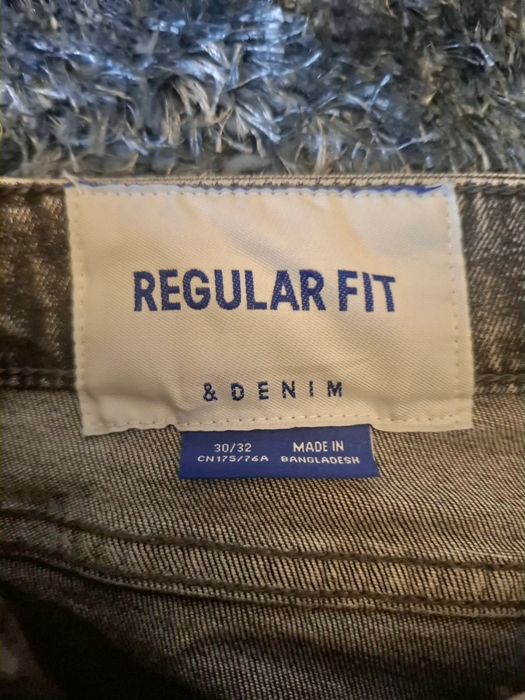 REGULAR FIT
& DENIM
30/32 MADE IN
CN175/76A BANGLADESH